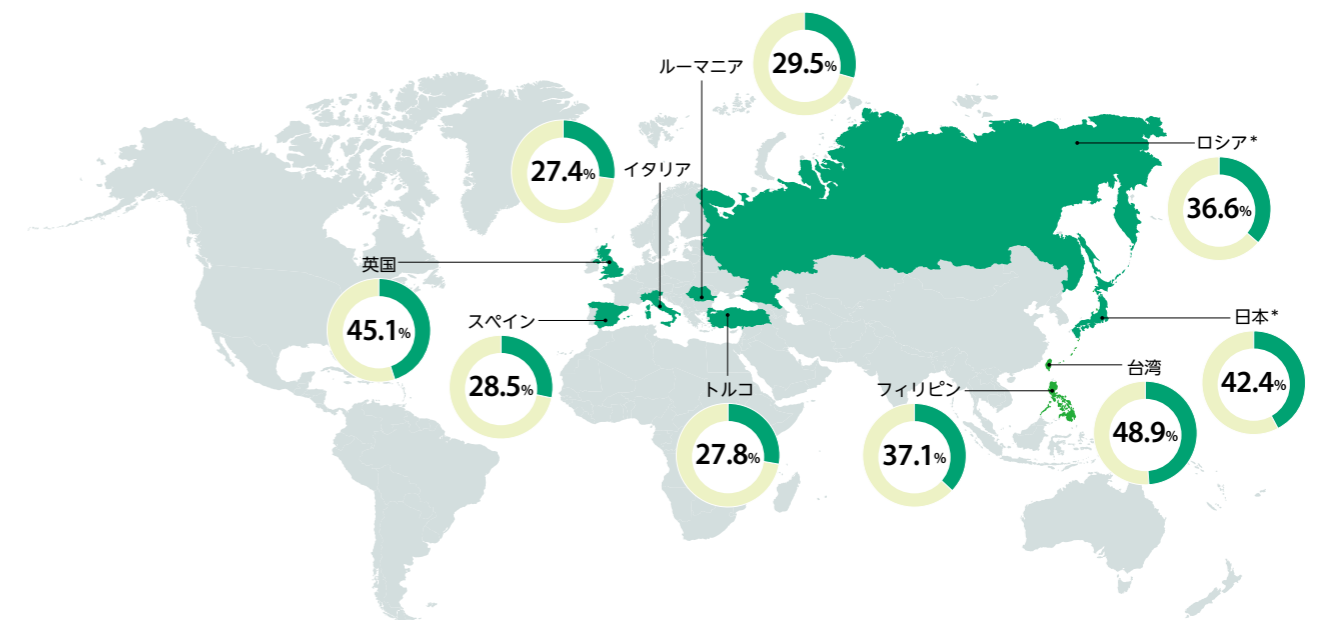 ルーマニア
29.5%
ロシア*
36.6%
27.4%
イタリア
英国
45.1%
スペイン
28.5%
日本*
42.4%
台湾
48.9%
トルコ
27.8%
フィリピン
37.1%